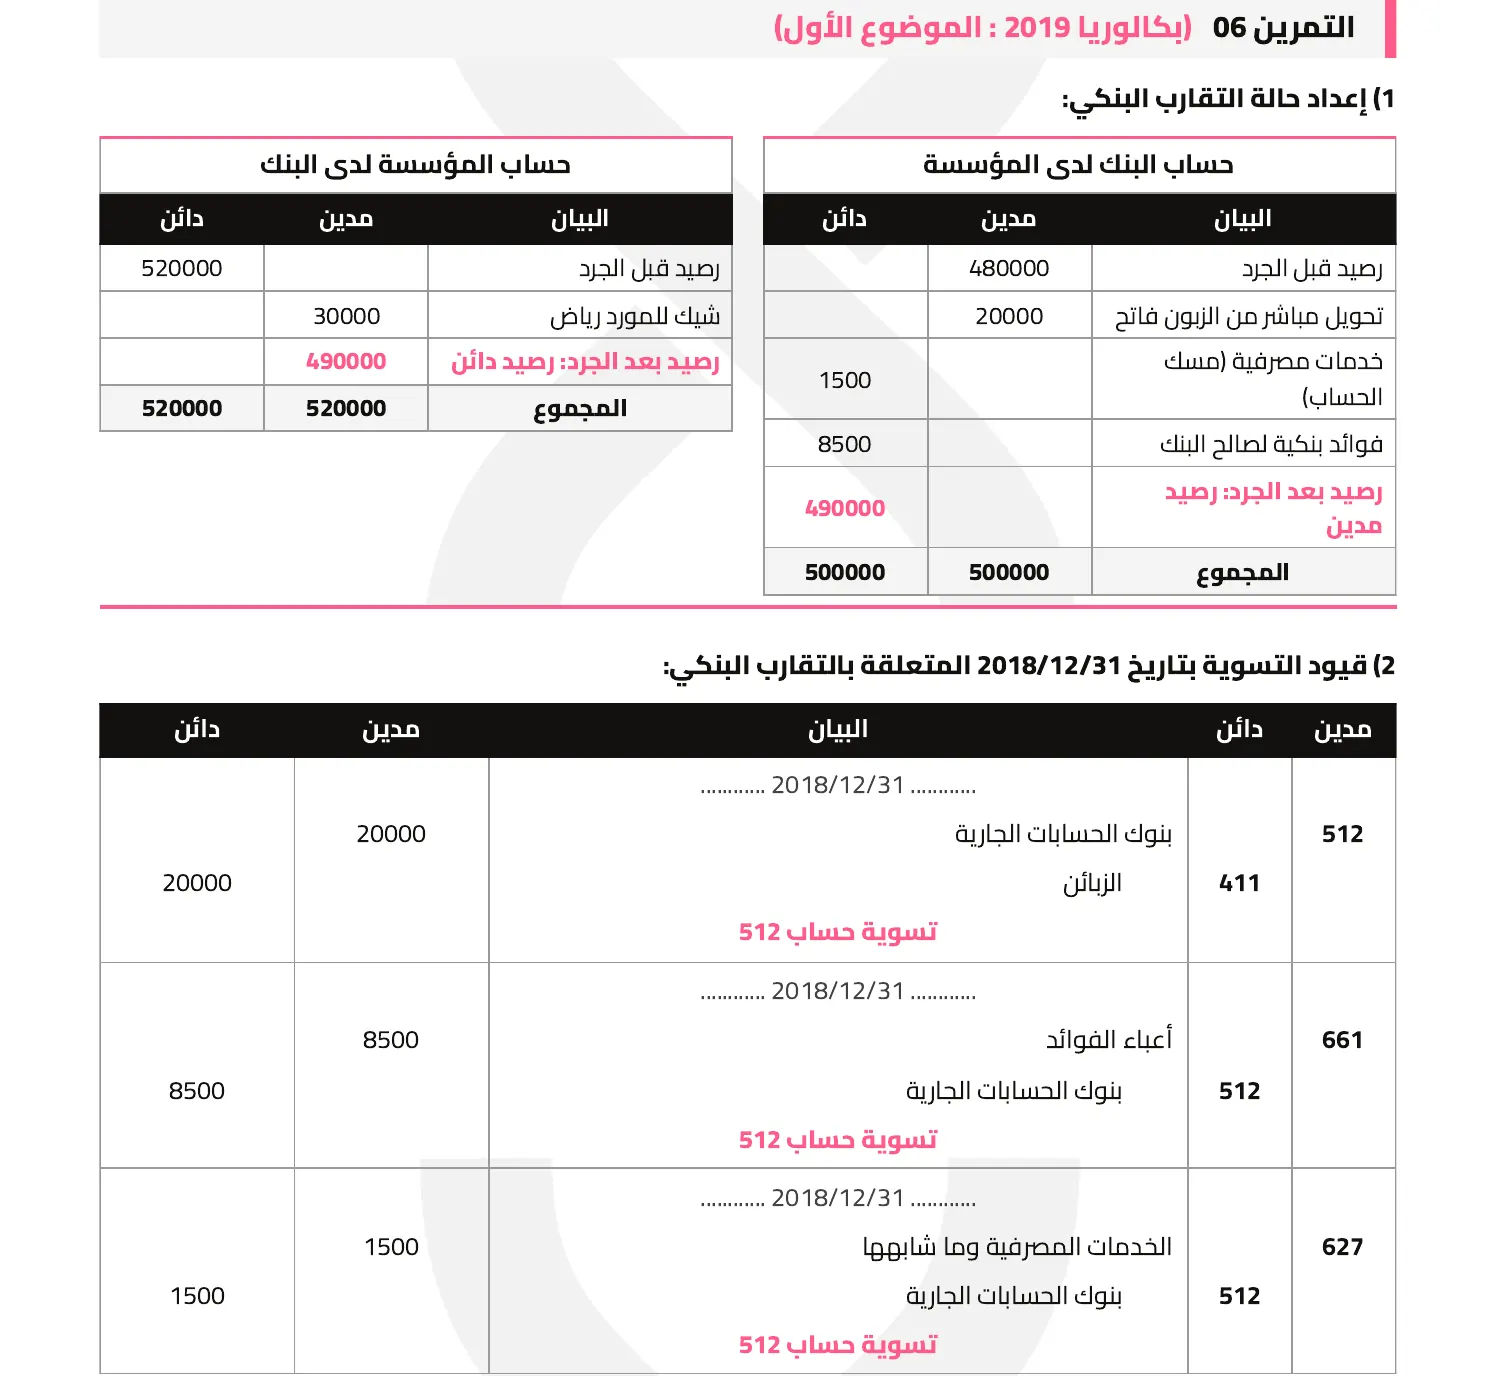 التمرين 06 (بكالوريا 2019 : الموضوع الأول)
1) إعداد حالة التقارب البنكي:
حساب البنك لدى المؤسسة
البيان مدين دائن
رصيد قبل الجرد 480000
تحويل مباشر من الزبون فاتح 20000
خدمات مصرفية (مسك
الحساب) 1500
فوائد بنكية لصالح البنك 8500
رصيد بعد الجرد: رصيد
مدين 490000
المجموع 500000 500000
حساب المؤسسة لدى البنك
البيان مدين دائن
رصيد قبل الجرد 520000
شيك للمورد رياض 30000
رصيد بعد الجرد: رصيد دائن 490000
المجموع 520000 520000
2) قيود التسوية بتاريخ 2018/12/31 المتعلقة بالتقارب البنكي:
مدين دائن البيان مدين دائن
............ 2018/12/31 ............
512 بنوك الحسابات الجارية 20000
411 الزبائن 20000
تسوية حساب 512
............ 2018/12/31 ............
661 أعباء الفوائد 8500
512 بنوك الحسابات الجارية 8500
تسوية حساب 512
............ 2018/12/31 ............
627 الخدمات المصرفية وما شابهها 1500
512 بنوك الحسابات الجارية 1500
تسوية حساب 512